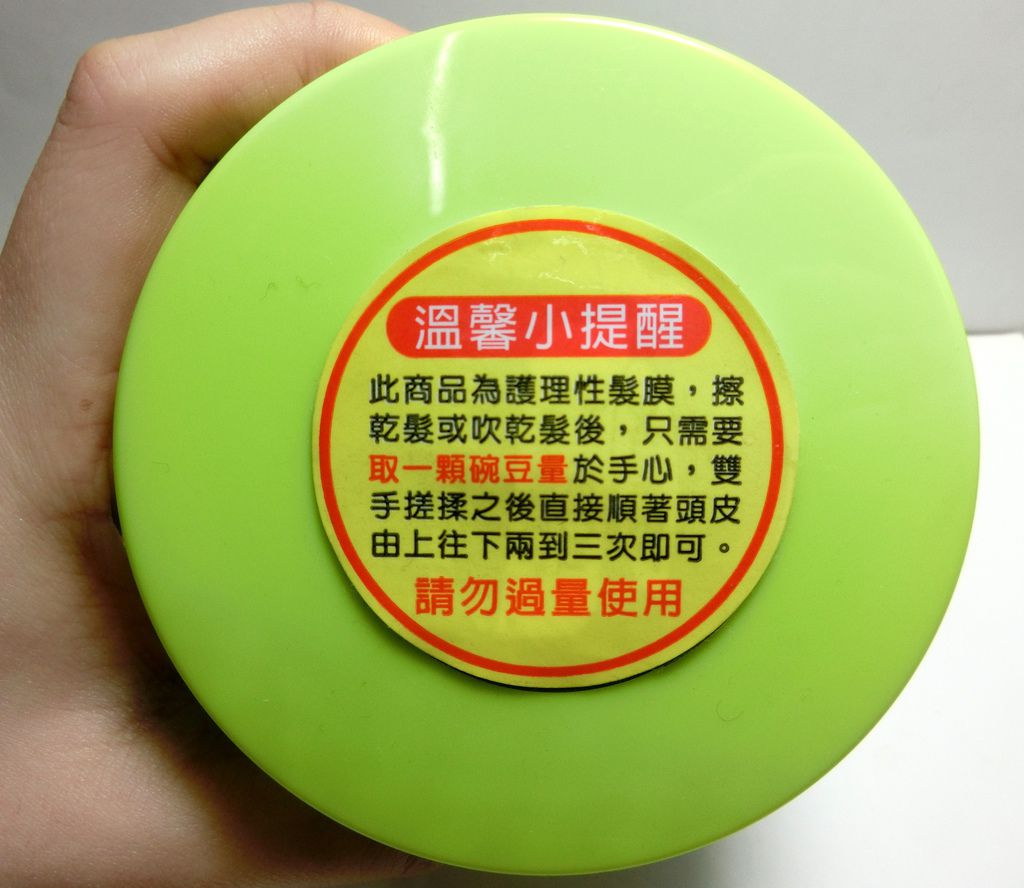 溫馨小提醒
此商品為護理性髮膜，擦
乾髮或吹乾髮後，只需要
取一顆碗豆量於手心，雙
手搓揉之後直接順著頭皮
由上往下兩到三次即可。
請勿過量使用